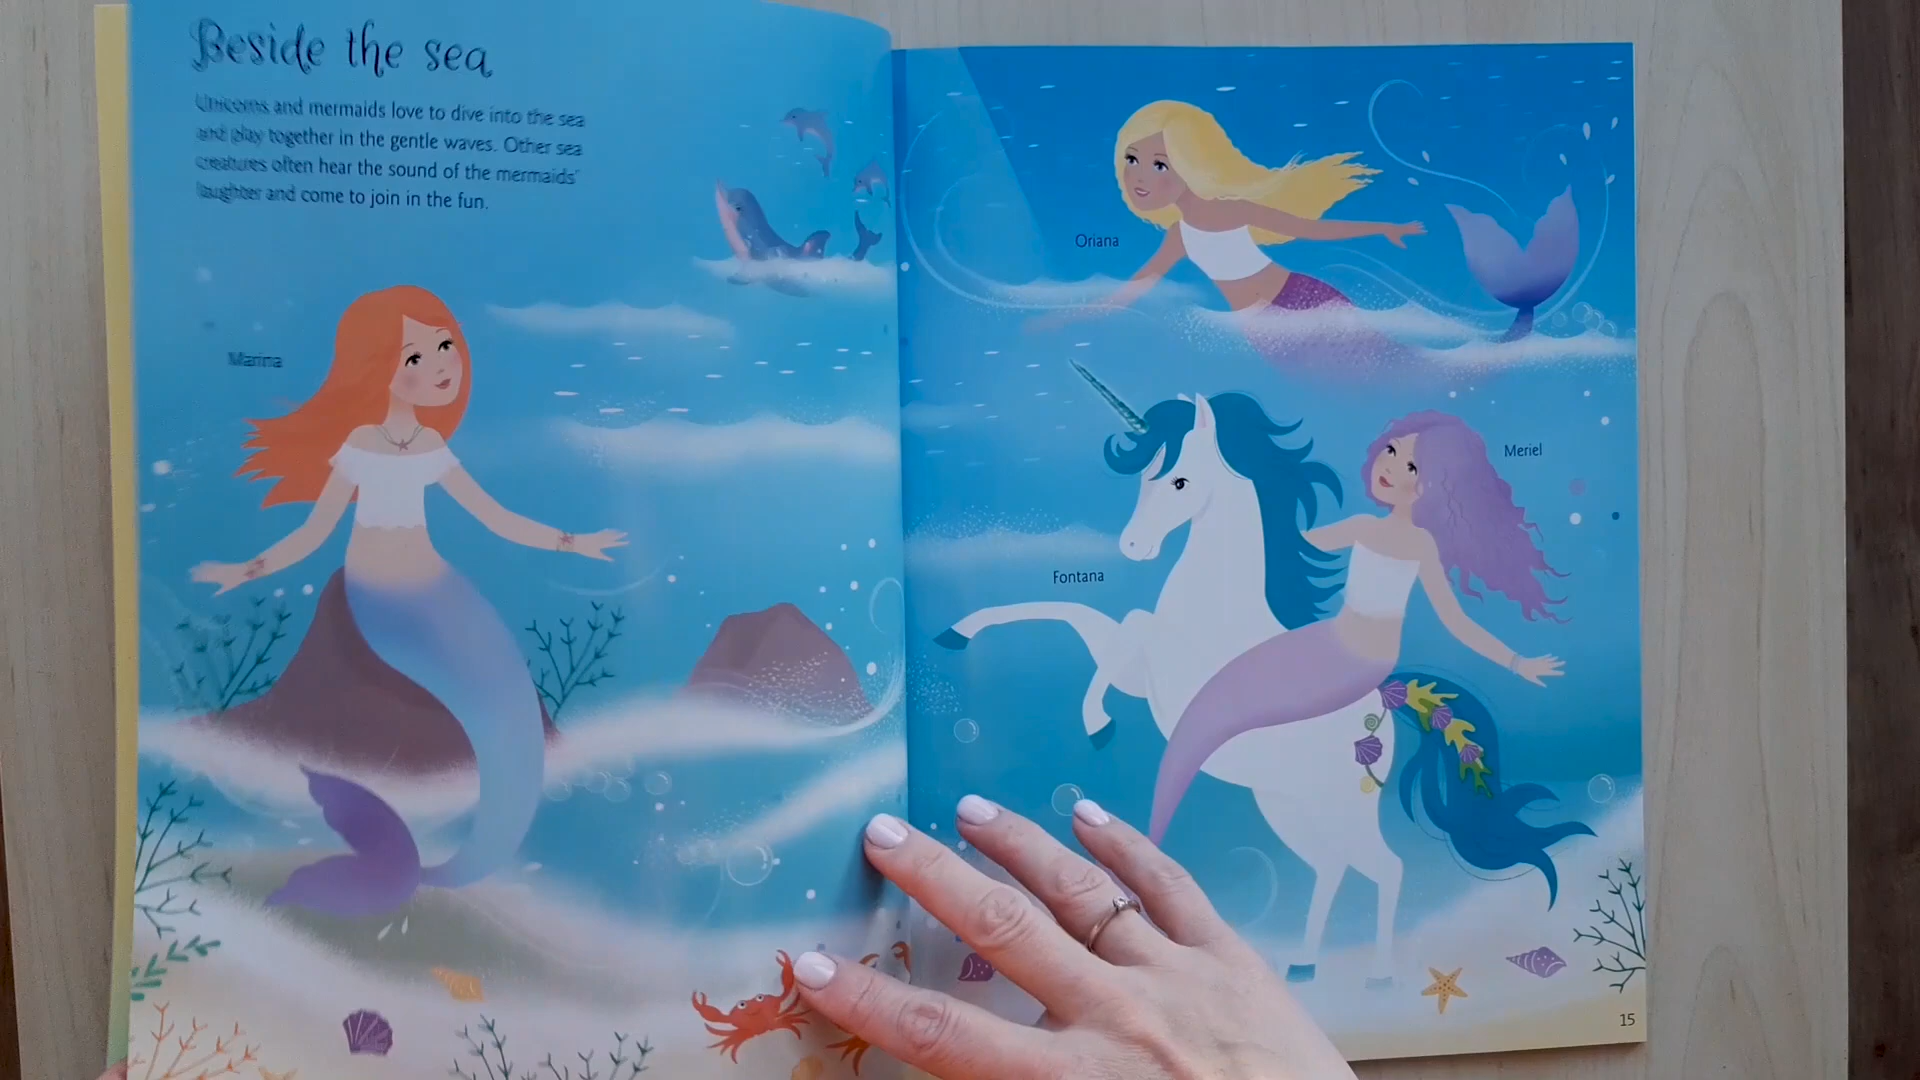 Beside the sea
Unicorns and mermaids love to dive into the sea
and play together in the gentle waves. Other sea
creatures often hear the sound of the mermaids'
laughter and come to join in the fun.
Marina
Oriana
Meriel
Fontana
15